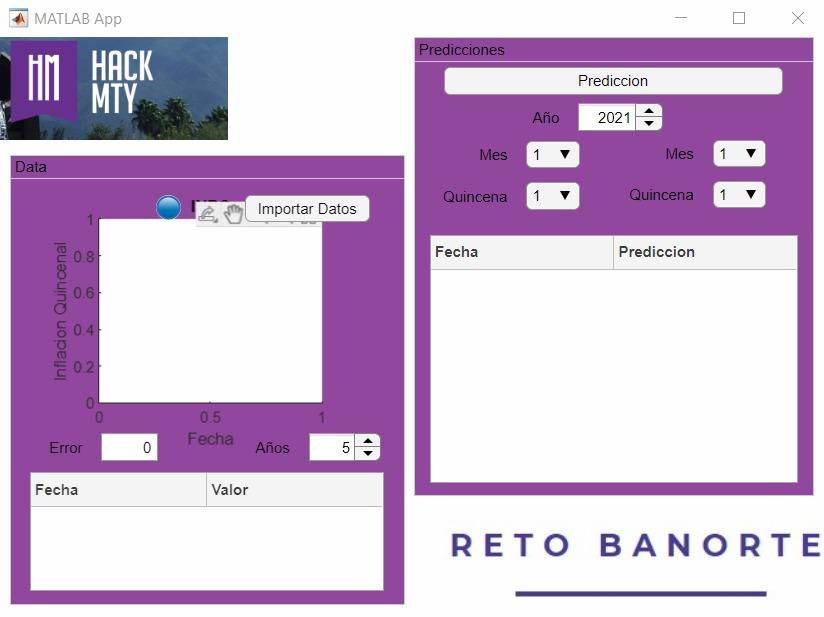 MATLAB App
HM
HACK
MTY
Data
Importar Datos
1
0.8
0.6
0.4
0.2
0
Inflacion Quincenal
0 0.5 1
Fecha
Error 0 Años 5
Fecha Valor
Predicciones
Prediccion
Año 2021
Mes 1 Mes 1
Quincena 1 Quincena 1
Fecha Prediccion
RETO BANORTE